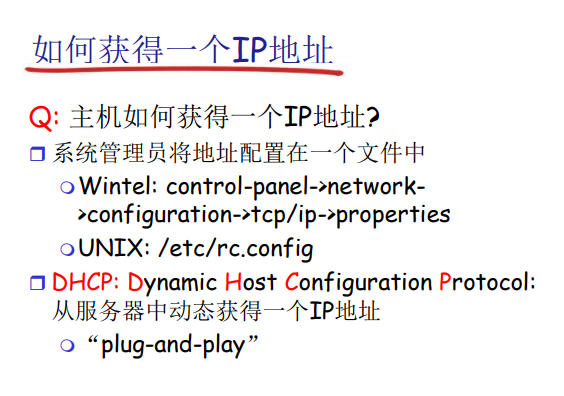 如何获得一个IP地址
Q: 主机如何获得一个IP地址?
系统管理员将地址配置在一个文件中
Wintel: control-panel->network-
>configuration->tcp/ip->properties
UNIX: /etc/rc.config
DHCP: Dynamic Host Configuration Protocol:
从服务器中动态获得一个IP地址
“plug-and-play”